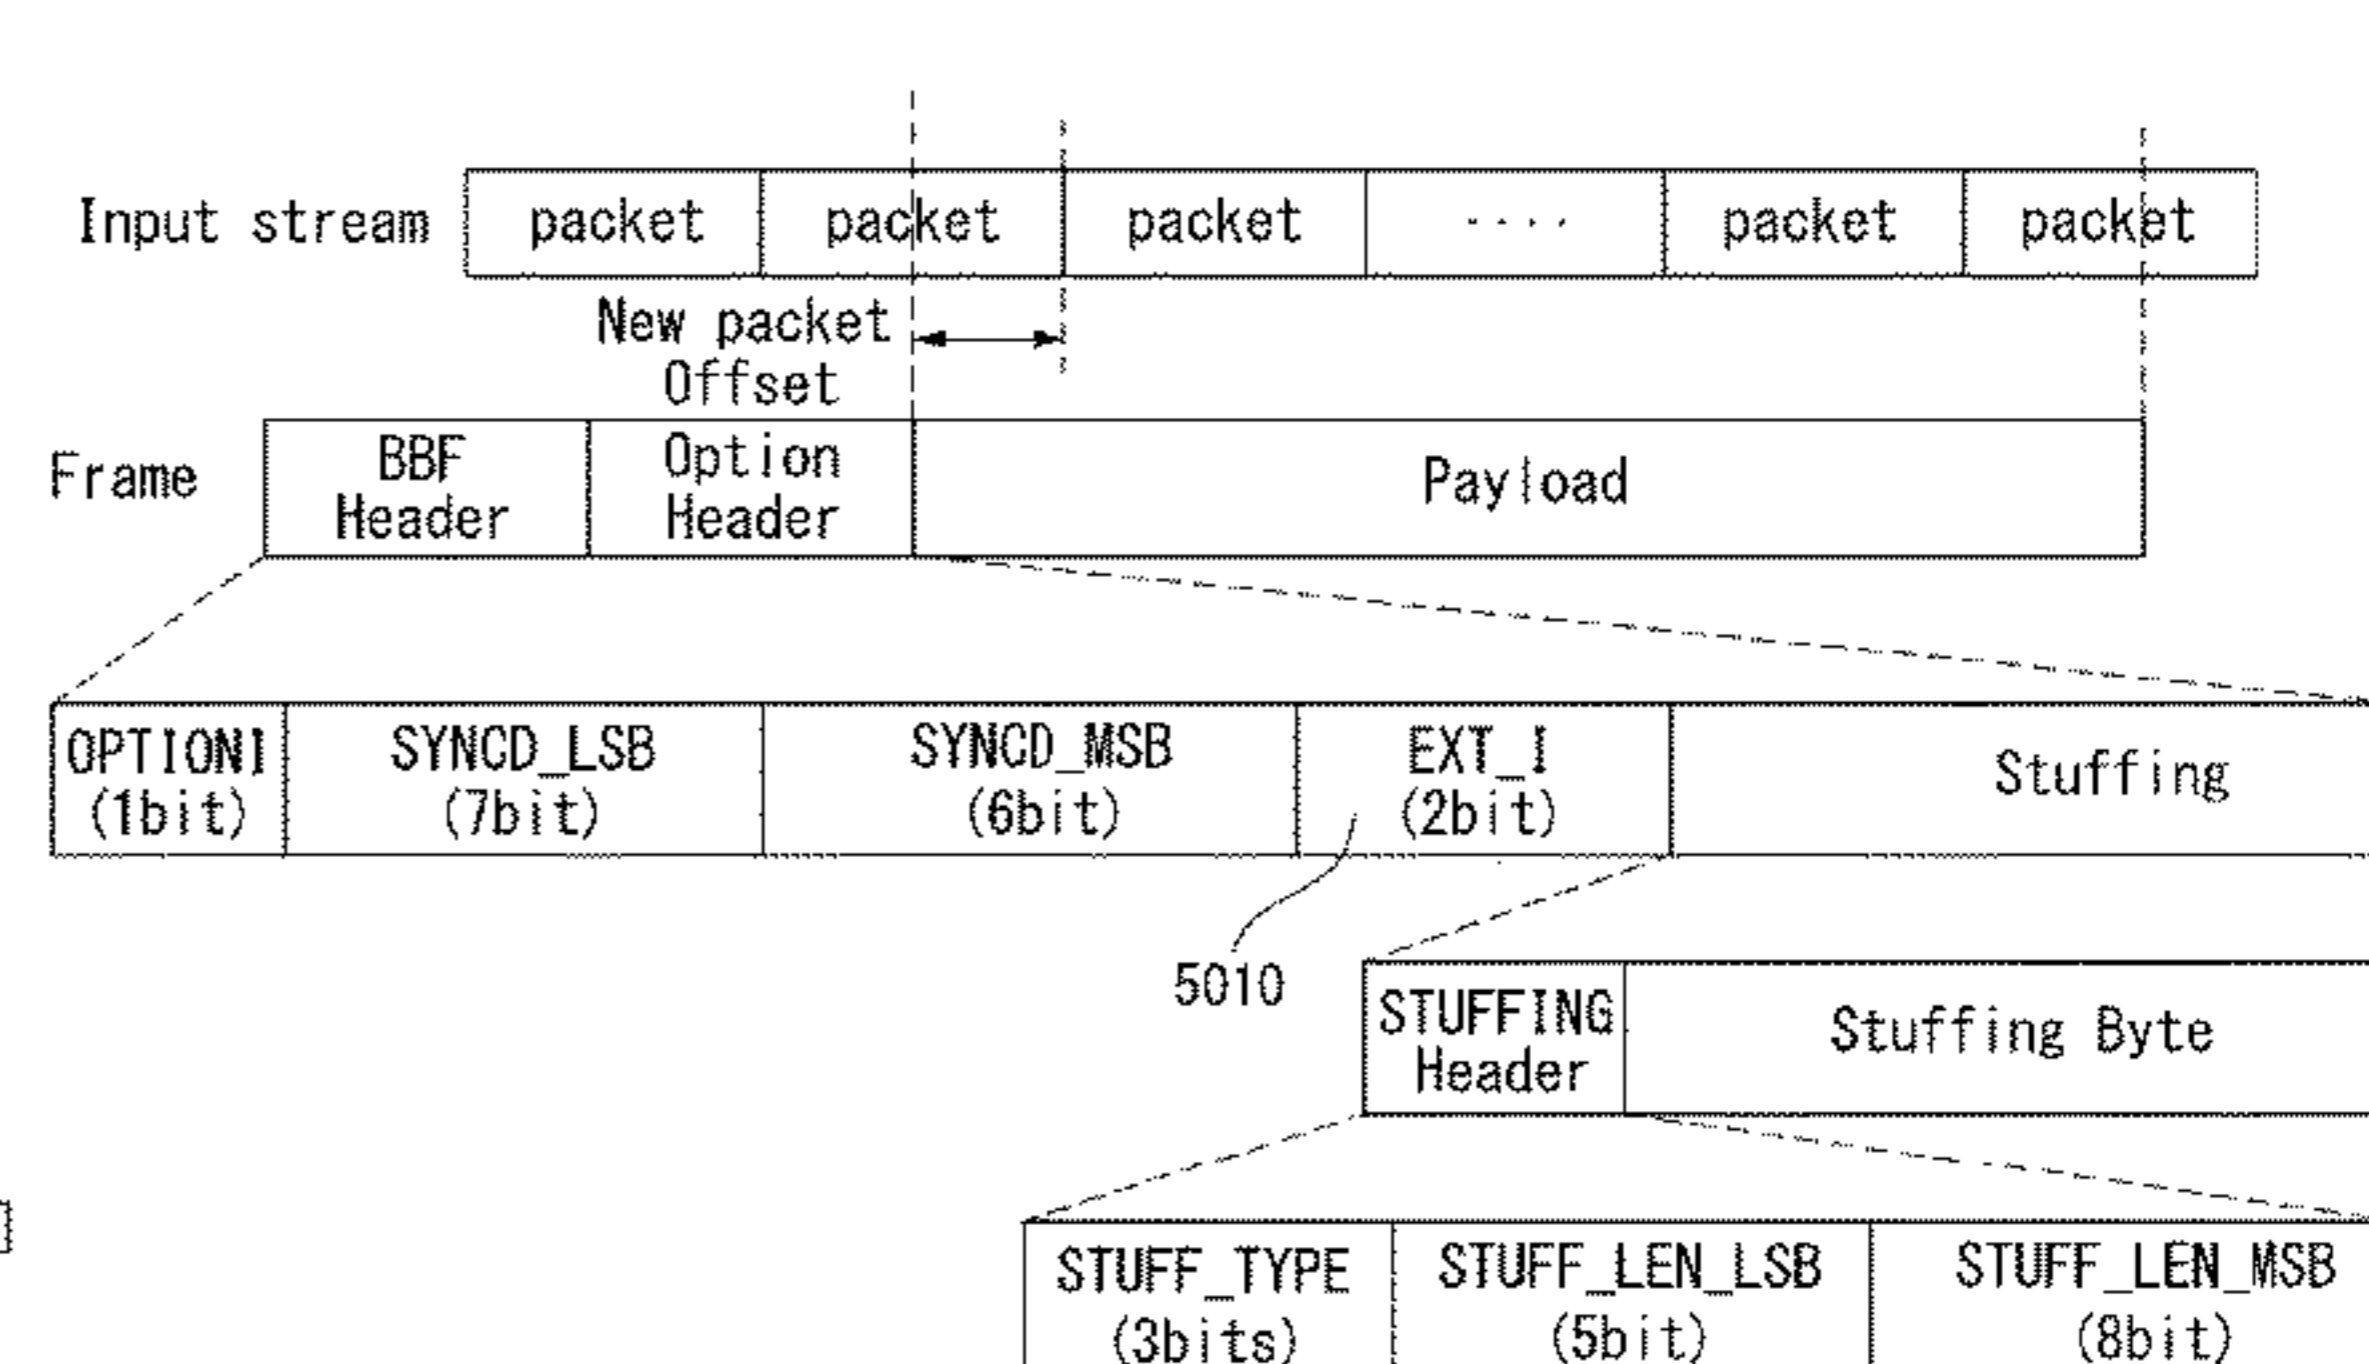 Input stream packet packet packet ···· packet packet
New packet
Offset
Frame
BBF
Header
Option
Header
Payload
OPTIONI
(1bit)
SYNCD_LSB
(7bit)
SYNCD_MSB
(6bit)
EXT_I
(2bit)
Stuffing
5010
STUFFING
Header
Stuffing Byte
STUFF_TYPE
(3bits)
STUFF_LEN_LSB
(5bit)
STUFF_LEN_MSB
(8bit)